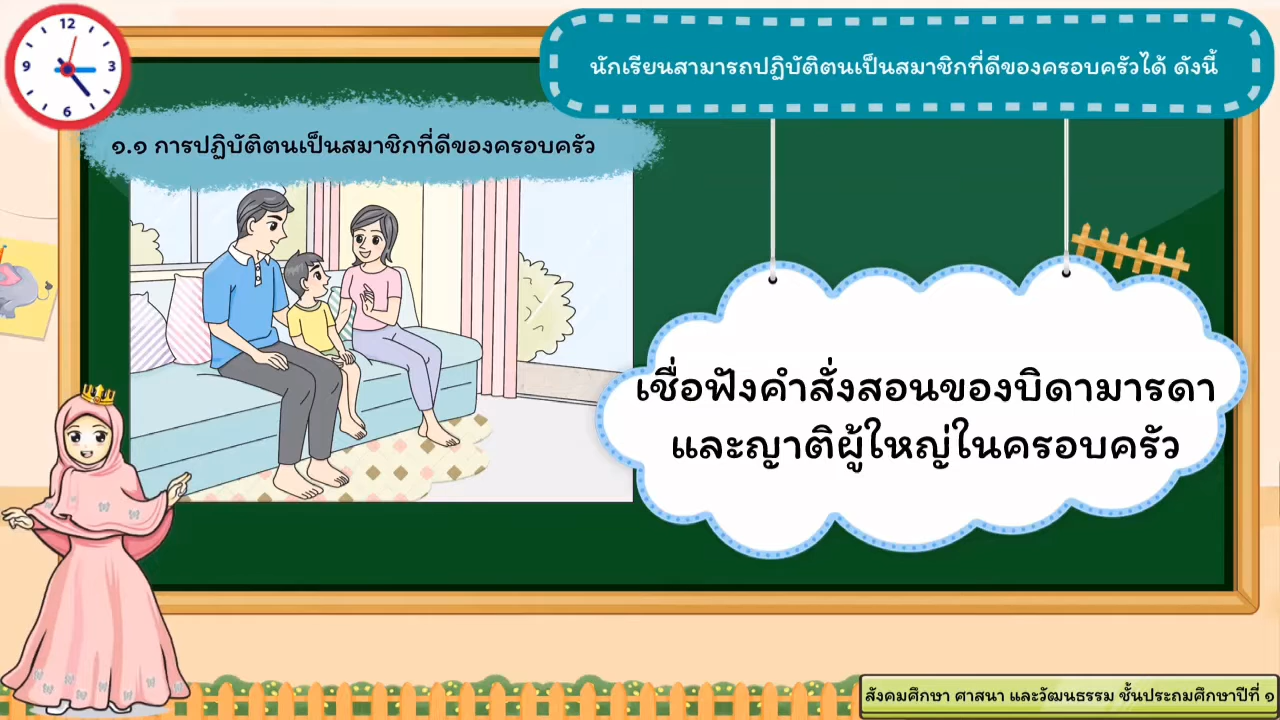 12
9 3
6
นักเรียนสามารถปฏิบัติตนเป็นสมาชิกที่ดีของครอบครัวได้ ดังนี้
๑.๑ การปฏิบัติตนเป็นสมาชิกที่ดีของครอบครัว
เชื่อฟังคำสั่งสอนของบิดามารดา
และญาติผู้ใหญ่ในครอบครัว
สังคมศึกษา ศาสนา และวัฒนธรรม ชั้นประถมศึกษาปีที่ ๑